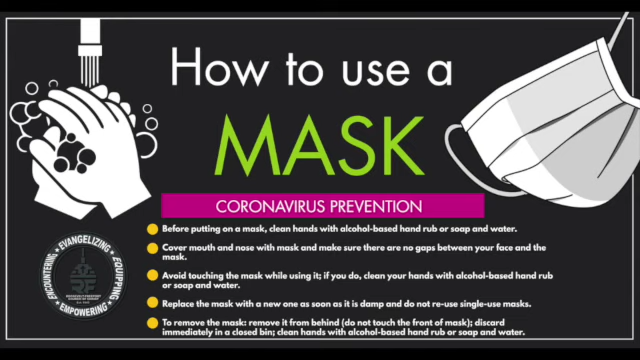 How to use a
MASK
CORONAVIRUS PREVENTION
Before putting on a mask, clean hands with alcohol-based hand rub or soap and water.
Cover mouth and nose with mask and make sure there are no gaps between your face and the
mask.
Avoid touching the mask while using it; if you do, clean your hands with alcohol-based hand rub
or soap and water.
Replace the mask with a new one as soon as it is damp and do not re-use single-use masks.
To remove the mask: remove it from behind (do not touch the front of mask); discard
immediately in a closed bin; clean hands with alcohol-based hand rub or soap and water.
ENCOUNTERING
EVANGELIZING
EQUIPPING
EMPOWERING